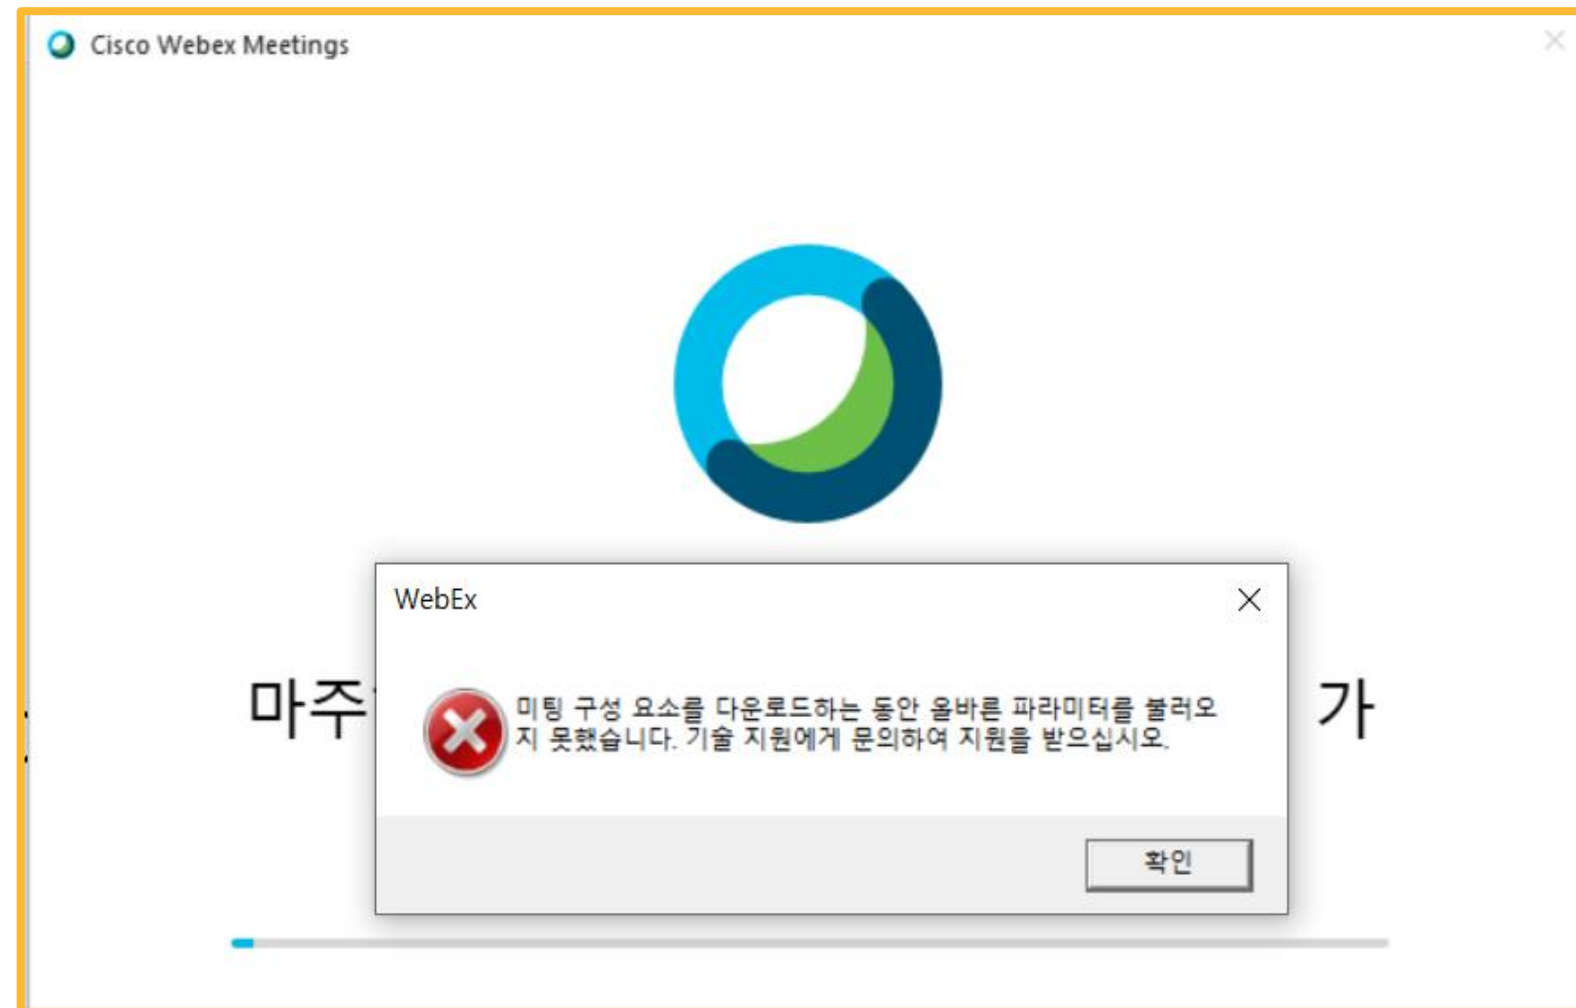 Cisco Webex Meetings
WebEx
마주
가
미팅 구성 요소를 다운로드하는 동안 올바른 파라미터를 불러오
지 못했습니다. 기술 지원에게 문의하여 지원을 받으십시오.
확인